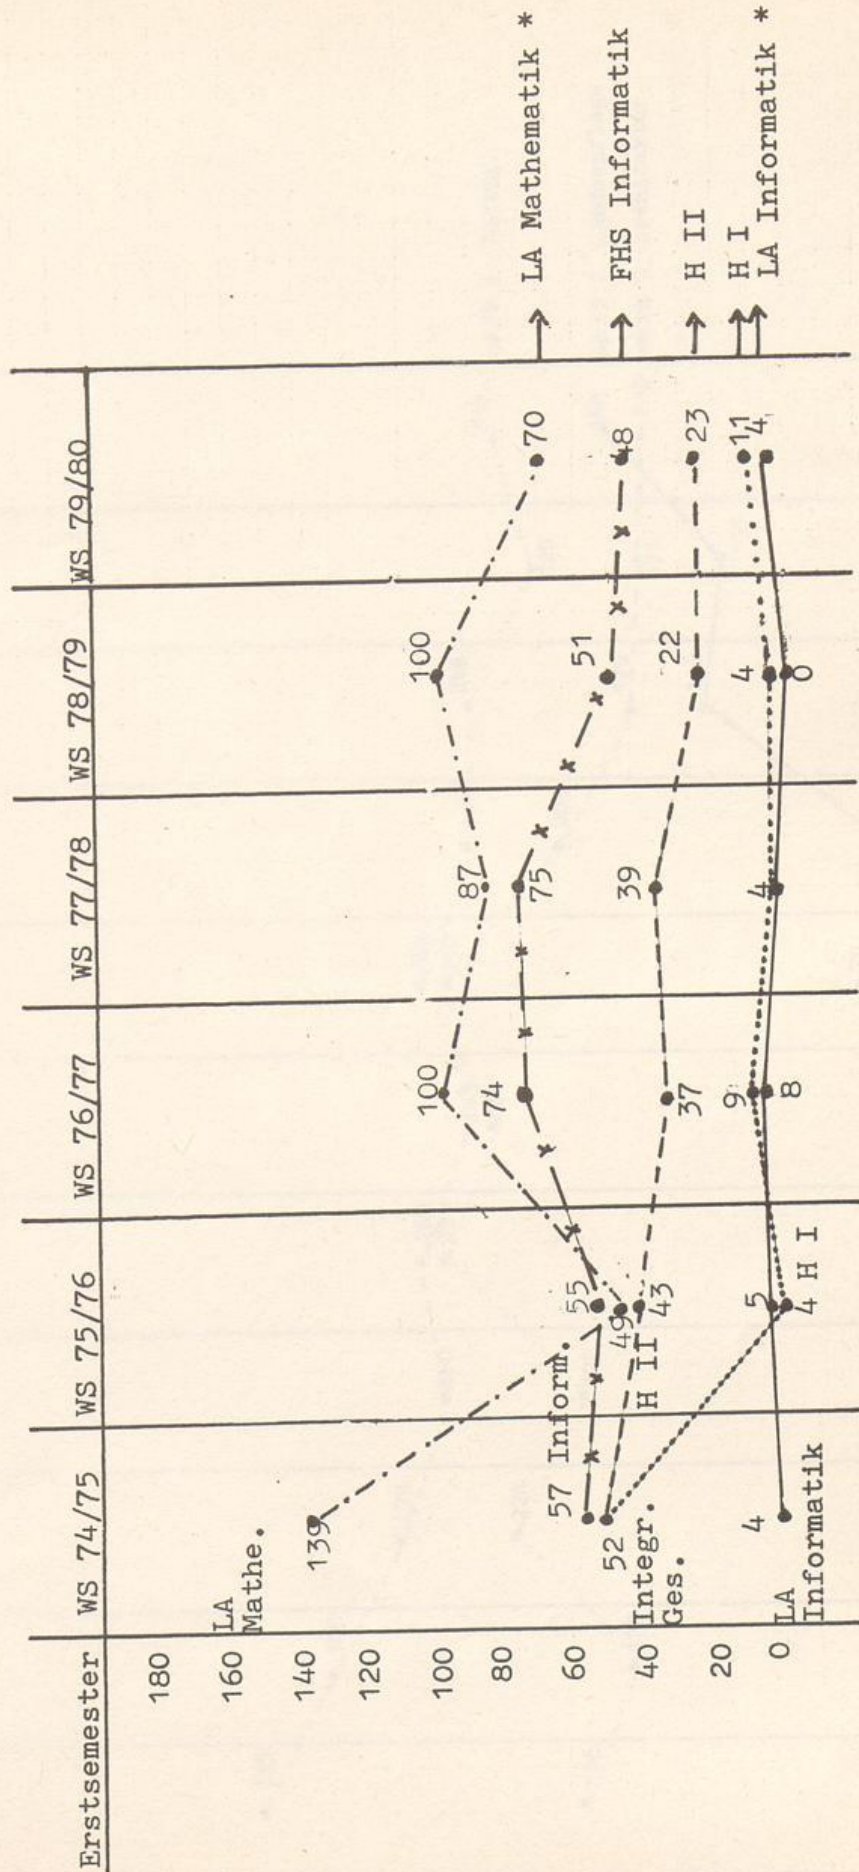 Erstsemester WS 74/75 WS 75/76 WS 76/77 WS 77/78 WS 78/79 WS 79/80
180
160
140
120
100
80
60
40
20
0
LA
Mathe.
139
57 Inform.
52
Integr.
Ges.
H II
4
LA
Informatik
55
49
43
5
4 H I
100
74
37
9
8
87
75
39
4
100
51
22
4
0
70
48
23
11
4
LA Mathematik *
FHS Informatik
H II
H I
LA Informatik *